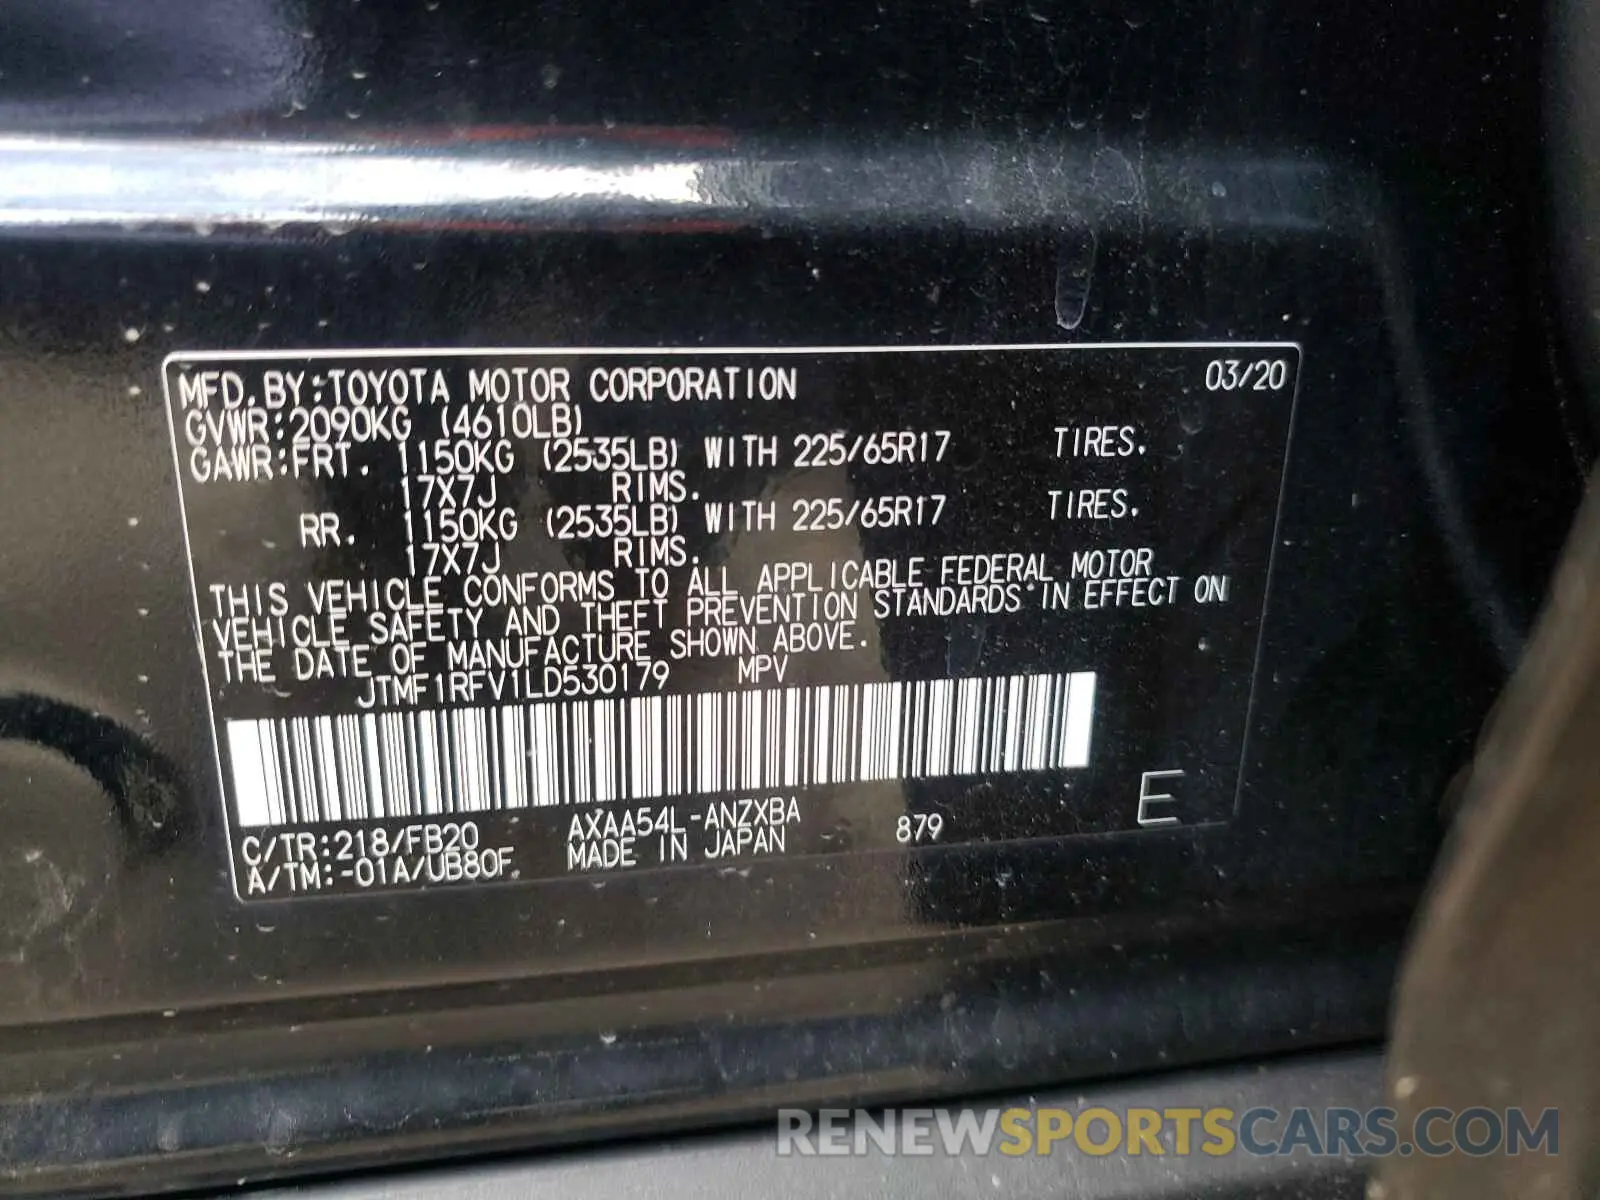 MFD.BY:TOYOTA MOTOR CORPORATION 03/20
GVWR:2090KG (4610LB)
GAWR:FRT. 1150KG (2535LB) WITH 225/65R17 TIRES.
17X7J RIMS.
RR. 1150KG (2535LB) WITH 225/65R17 TIRES.
17X7J RIMS.
THIS VEHICLE CONFORMS TO ALL APPLICABLE FEDERAL MOTOR
VEHICLE SAFETY AND THEFT PREVENTION STANDARDS IN EFFECT ON
THE DATE OF MANUFACTURE SHOWN ABOVE.
JTMF1RFV1LD530179 MPV
E
C/TR:218/FB20 AXAA54L-ANZXBA 879
A/TM:-01A/UB80F MADE IN JAPAN
RENEWSPORTSCARS.COM